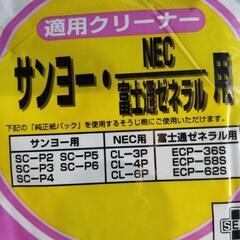 適用クリーナー
サンヨー・NEC
富士通ゼネラル用
下記の「純正紙パック」を使用するそうじ機にご使用になれます。
サンヨー用 NEC用 富士通ゼネラル用
SC-P2 SC-P5 CL-3P ECP-36S
SC-P3 SC-P6 CL-4P ECP-58S
SC-P4 CL-6P ECP-62S